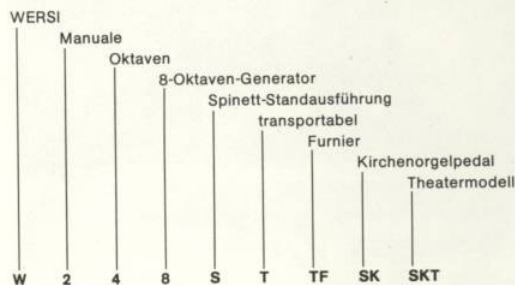 WERSI
Manuale
Oktaven
8-Oktaven-Generator
Spinett-Standausführung
transportabel
Furnier
Kirchenorgelpedal
Theatermodell
W 2 4 8 S T TF SK SKT